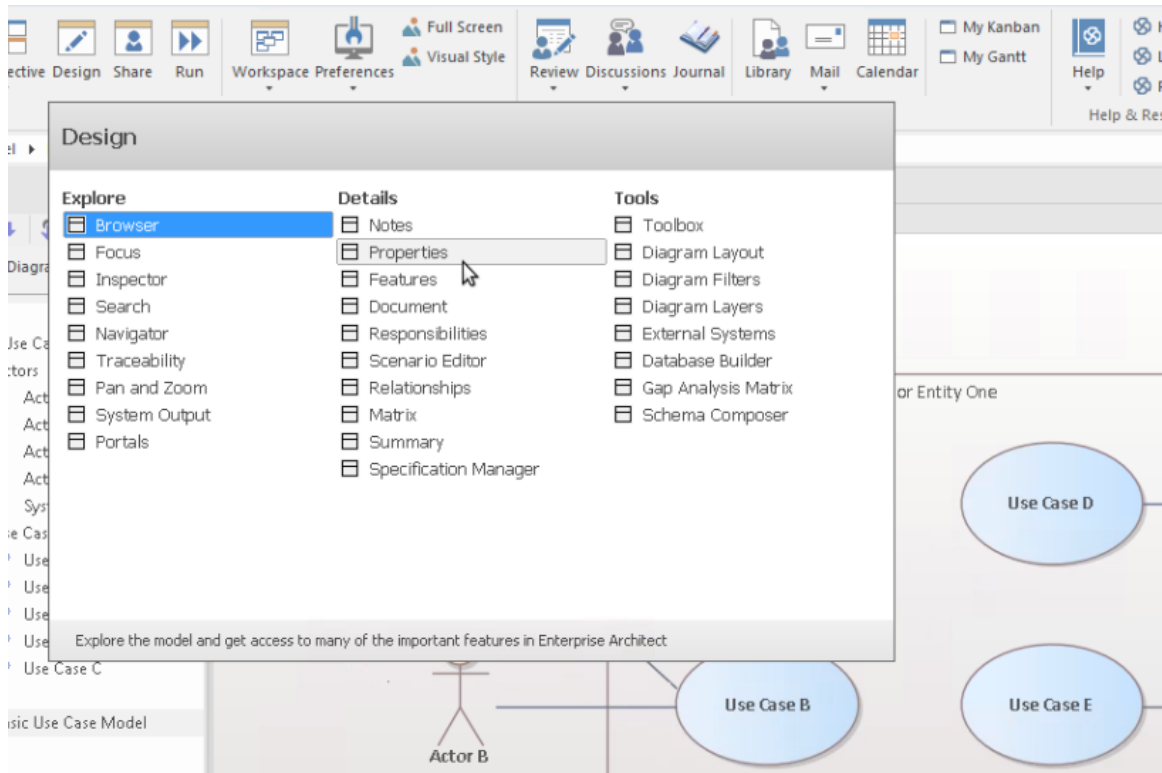 Full Screen
My Kanban
Visual Style
My Gantt
Design Share Run Workspace Preferences Review Discussions Journal Library Mail Calendar Help
Design
Explore
Browser
Focus
Inspector
Search
Navigator
Traceability
Pan and Zoom
System Output
Portals
Details
Notes
Properties
Features
Document
Responsibilities
Scenario Editor
Relationships
Matrix
Summary
Specification Manager
Tools
Toolbox
Diagram Layout
Diagram Filters
Diagram Layers
External Systems
Database Builder
Gap Analysis Matrix
Schema Composer
Explore the model and get access to many of the important features in Enterprise Architect
or Entity One
Use Case D
Use
Use
Use
Use
Use Case C
Use Case Model
Use Case B
Use Case E
Actor B